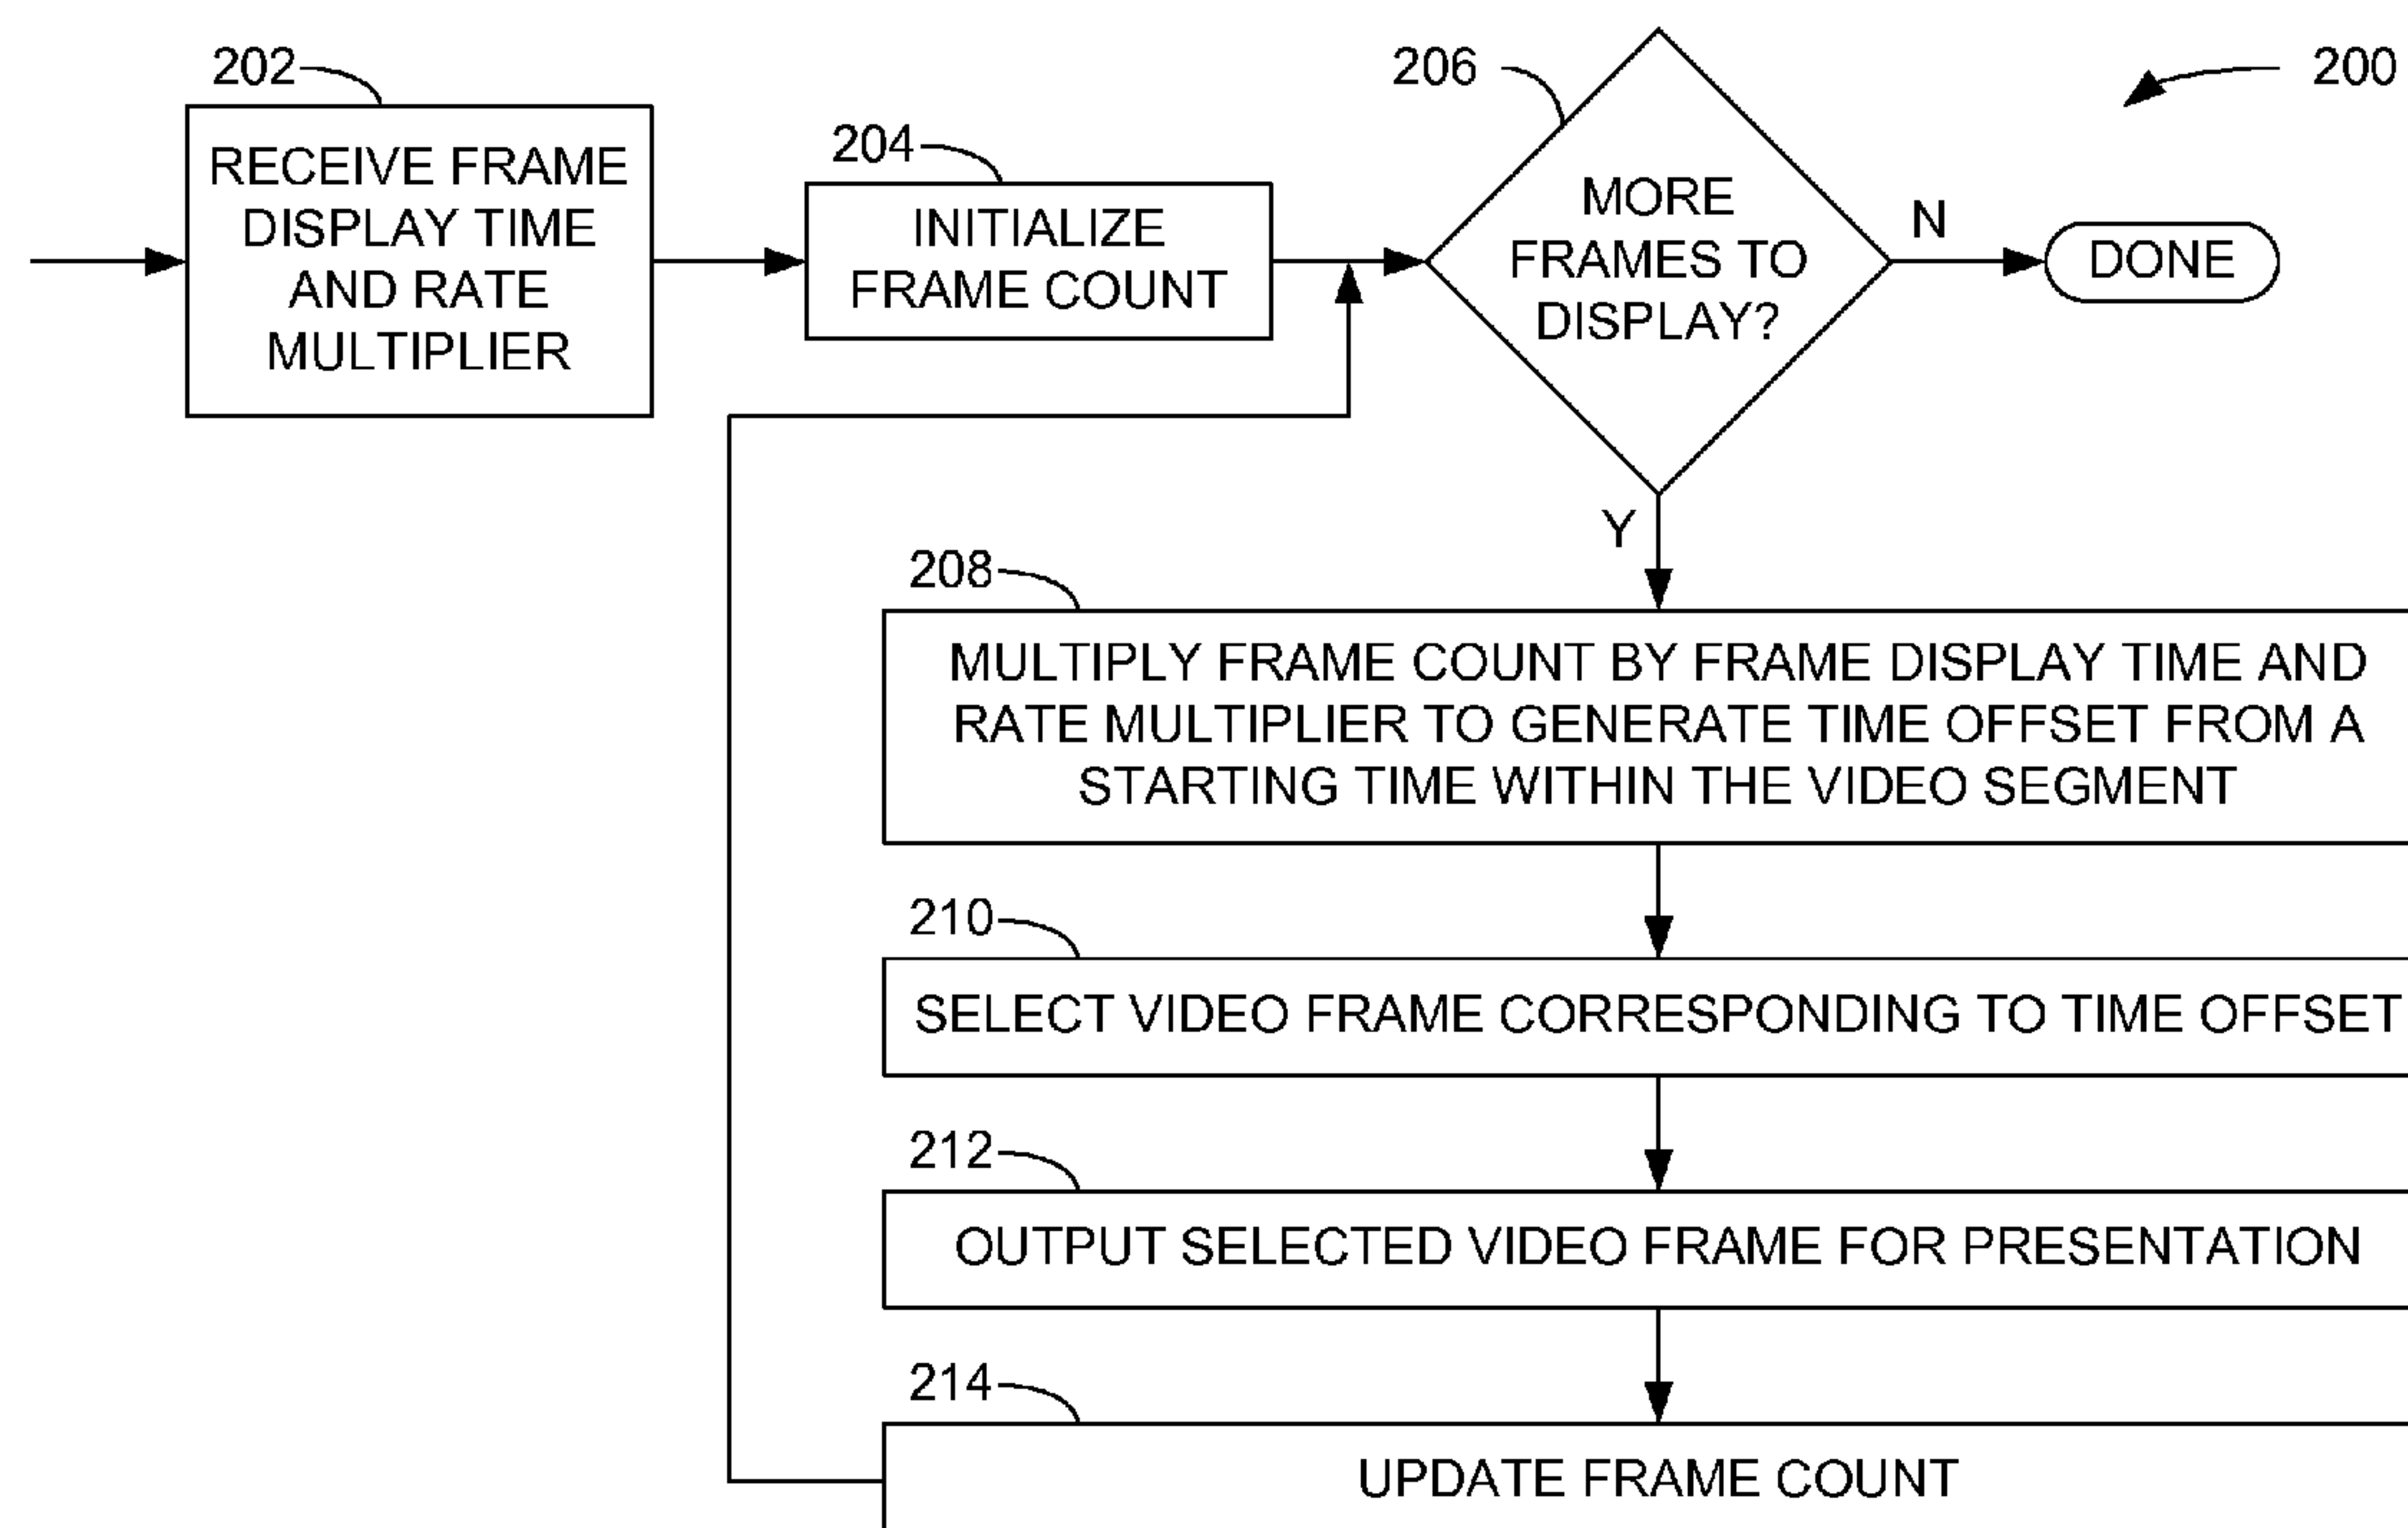 202
RECEIVE FRAME
DISPLAY TIME
AND RATE
MULTIPLIER
204
INITIALIZE
FRAME COUNT
206
MORE
FRAMES TO
DISPLAY?
200
N
DONE
Y
208
MULTIPLY FRAME COUNT BY FRAME DISPLAY TIME AND
RATE MULTIPLIER TO GENERATE TIME OFFSET FROM A
STARTING TIME WITHIN THE VIDEO SEGMENT
210
SELECT VIDEO FRAME CORRESPONDING TO TIME OFFSET
212
OUTPUT SELECTED VIDEO FRAME FOR PRESENTATION
214
UPDATE FRAME COUNT